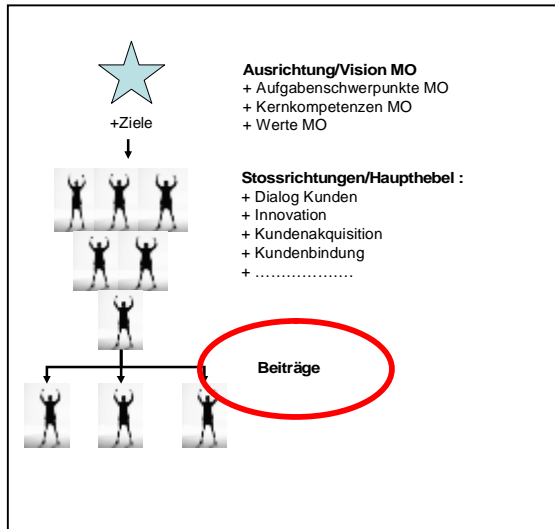 Ausrichtung/Vision MO
+ Aufgabenschwerpunkte MO
+ Kernkompetenzen MO
+ Werte MO
+Ziele
Stossrichtungen/Haupthebel :
+ Dialog Kunden
+ Innovation
+ Kundenakquisition
+ Kundenbindung
+ ………………
Beiträge